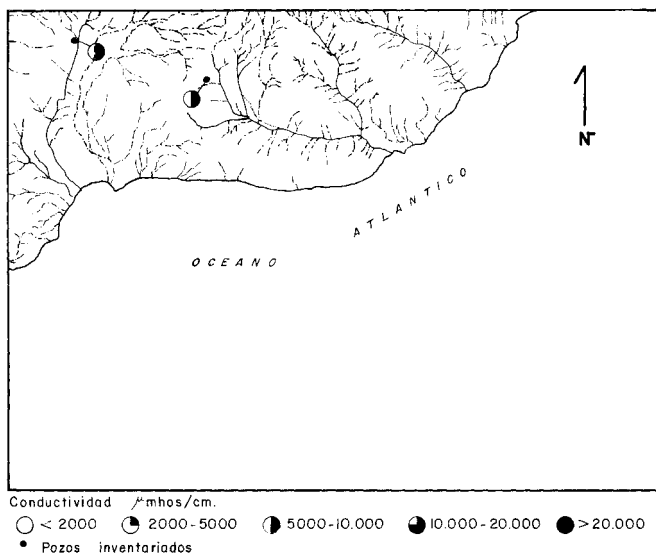 N
ATLANTICO
OCEANO
Conductividad μmhos/cm.
< 2000 2000-5000 5000-10.000 10.000-20.000 > 20.000
Pozos inventariados